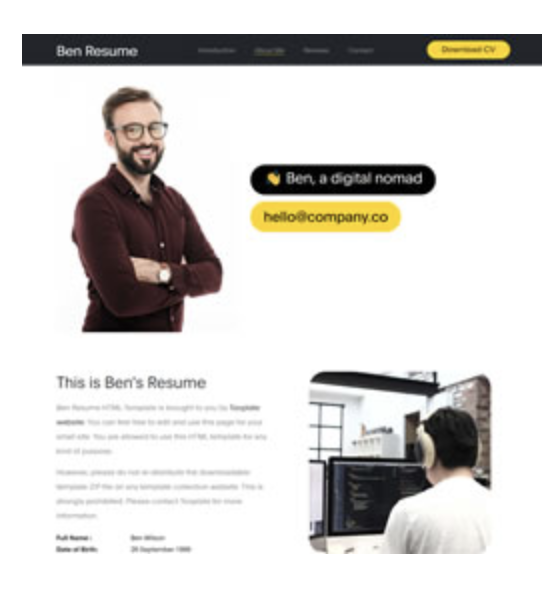 Ben Resume
Introduction About Me Reviews Contact
Download CV
👋 Ben, a digital nomad
hello@company.co
This is Ben's Resume
Ben Resume HTML Template is brought to you by Tooplate
website. You can feel free to edit and use this page for your
small site. You are allowed to use this HTML template for any
kind of purpose.
However, please do not re-distribute the downloadable
template ZIP file on any template collection website. This is
strongly prohibited. Please contact Tooplate for more
information.
Full Name : Ben Wilson
Date of Birth: 28 September 1986